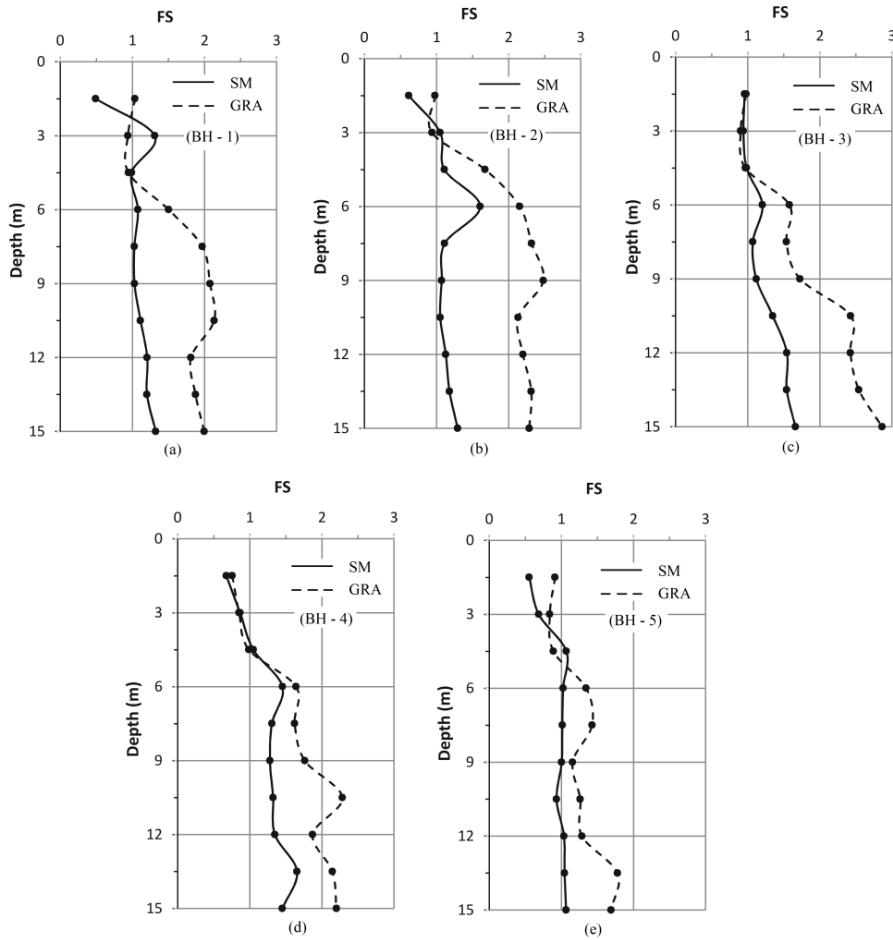 FS
FS
FS
0 1 2 3
0 1 2 3
0 1 2 3
0
3
6
9
12
15
Depth (m)
SM
GRA
(BH - 1)
(a)
0
3
6
9
12
15
Depth (m)
SM
GRA
(BH - 2)
(b)
0
3
6
9
12
15
Depth (m)
SM
GRA
(BH - 3)
(c)
FS
FS
0 1 2 3
0 1 2 3
0
3
6
9
12
15
Depth (m)
SM
GRA
(BH - 4)
(d)
0
3
6
9
12
15
Depth (m)
SM
GRA
(BH - 5)
(e)